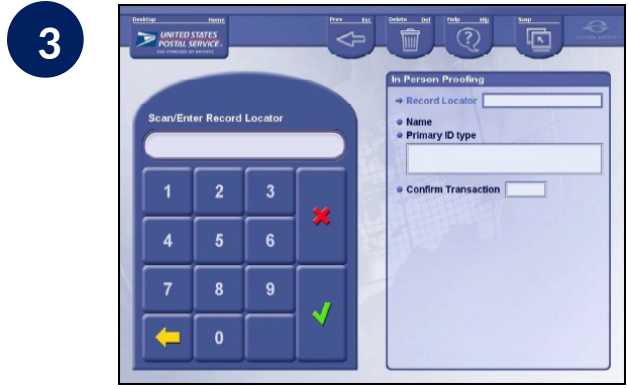 3
Desktop Home Prev Esc Delete Del Help Hlp Susp
UNITED STATES
POSTAL SERVICE
In Person Proofing
Record Locator
Scan/Enter Record Locator
Name
Primary ID type
Confirm Transaction
1 2 3
4 5 6
7 8 9
0